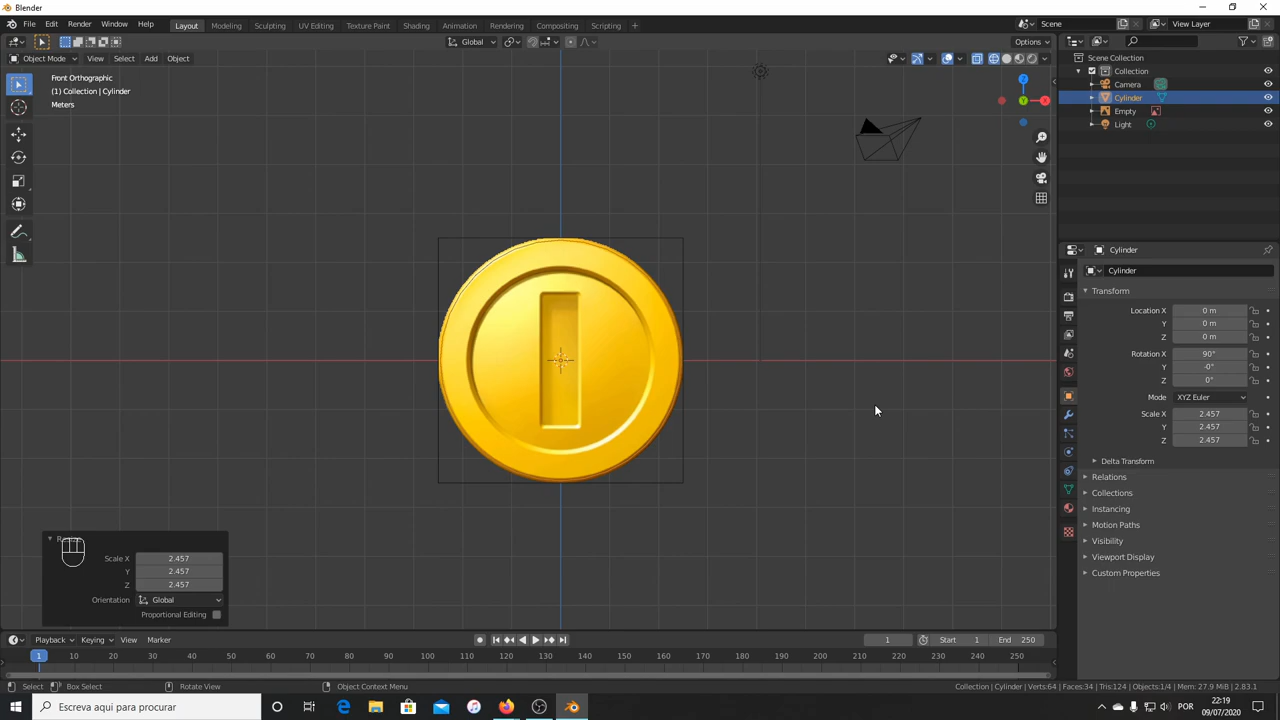 Blender
File Edit Render Window Help Layout Modeling Sculpting UV Editing Texture Paint Shading Animation Rendering Compositing Scripting + Scene View Layer
Global Options
Object Mode View Select Add Object
Front Orthographic
(1) Collection | Cylinder
Meters
Z
Y
X
Scene Collection
Collection
Camera
Cylinder
Empty
Light
Cylinder
Cylinder
Transform
Location X 0 m
Y 0 m
Z 0 m
Rotation X 90°
Y -0°
Z 0°
Mode XYZ Euler
Scale X 2.457
Y 2.457
Z 2.457
Delta Transform
Relations
Collections
Instancing
Motion Paths
Visibility
Viewport Display
Custom Properties
Scale X 2.457
Y 2.457
Z 2.457
Orientation Global
Proportional Editing
Playback Keying View Marker 1 Start 1 End 250
1 10 20 30 40 50 60 70 80 90 100 110 120 130 140 150 160 170 180 190 200 210 220 230 240 250
Select Box Select Rotate View Object Context Menu Collection | Cylinder | Verts:64 | Faces:34 | Tris:124 | Objects:1/4 | Mem: 27.9 MiB | 2.83.1
Escreva aqui para procurar POR 22:19
09/07/2020